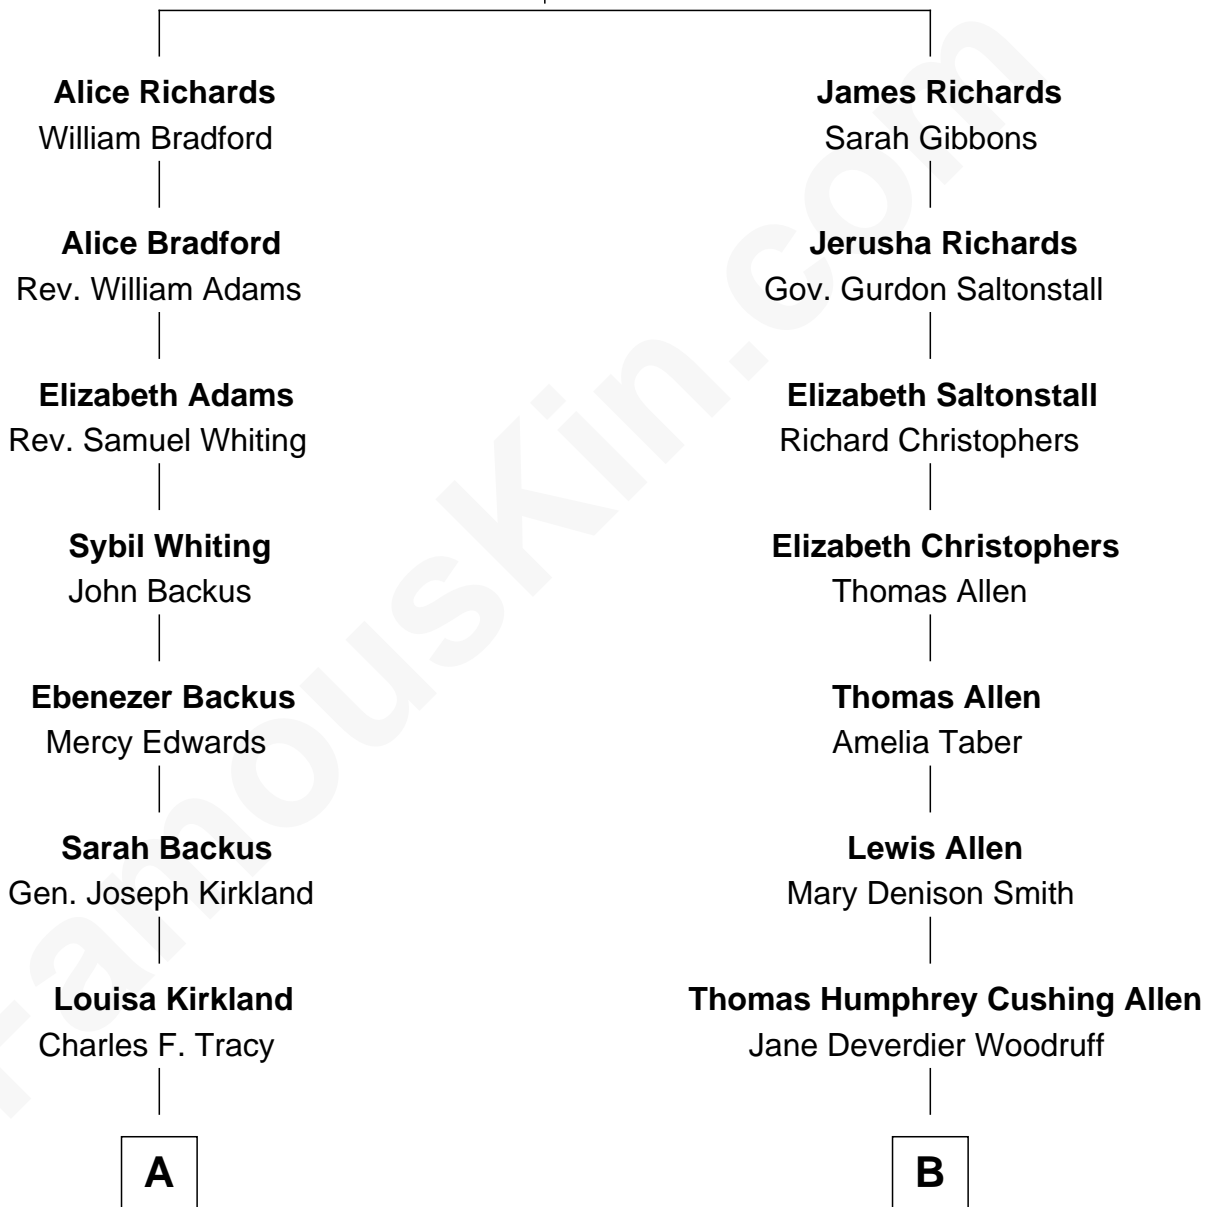 Alice Richards
William Bradford
Alice Bradford
Rev. William Adams
Elizabeth Adams
Rev. Samuel Whiting
Sybil Whiting
John Backus
Ebenezer Backus
Mercy Edwards
Sarah Backus
Gen. Joseph Kirkland
Louisa Kirkland
Charles F. Tracy
A
James Richards
Sarah Gibbons
Jerusha Richards
Gov. Gurdon Saltonstall
Elizabeth Saltonstall
Richard Christophers
Elizabeth Christophers
Thomas Allen
Thomas Allen
Amelia Taber
Lewis Allen
Mary Denison Smith
Thomas Humphrey Cushing Allen
Jane Deverdier Woodruff
B
FamousKin.com